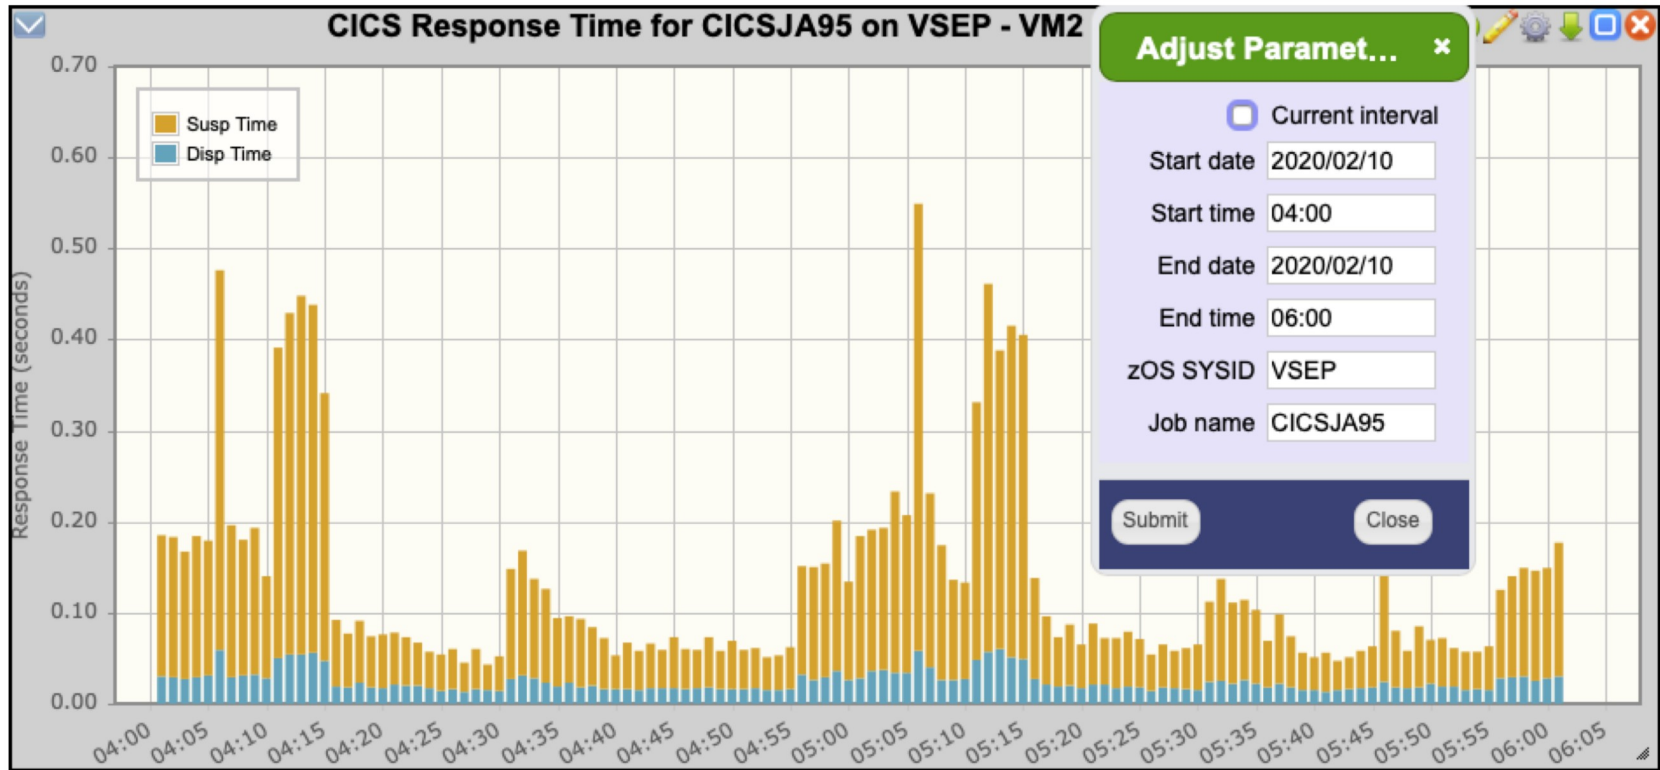 CICS Response Time for CICSJA95 on VSEP - VM2
Adjust Paramet...
Current interval
Start date 2020/02/10
Start time 04:00
End date 2020/02/10
End time 06:00
zOS SYSID VSEP
Job name CICSJA95
Submit Close
Susp Time
Disp Time
Response Time (seconds)
0.70
0.60
0.50
0.40
0.30
0.20
0.10
0.00
04:00 04:05 04:10 04:15 04:20 04:25 04:30 04:35 04:40 04:45 04:50 04:55 05:00 05:05 05:10 05:15 05:20 05:25 05:30 05:35 05:40 05:45 05:50 05:55 06:00 06:05